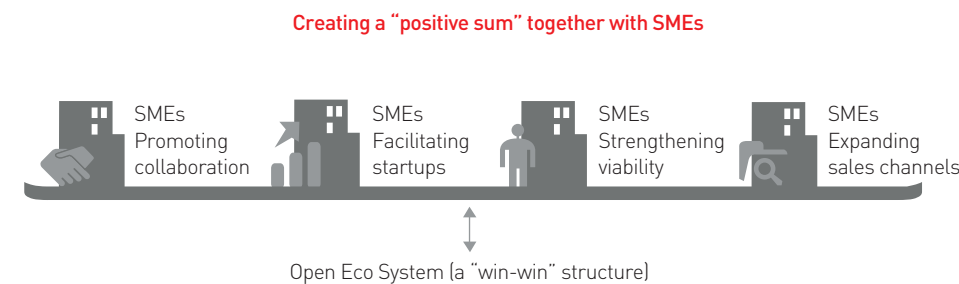 Creating a “positive sum” together with SMEs
SMEs
Promoting
collaboration
SMEs
Facilitating
startups
SMEs
Strengthening
viability
SMEs
Expanding
sales channels
Open Eco System (a “win-win” structure)